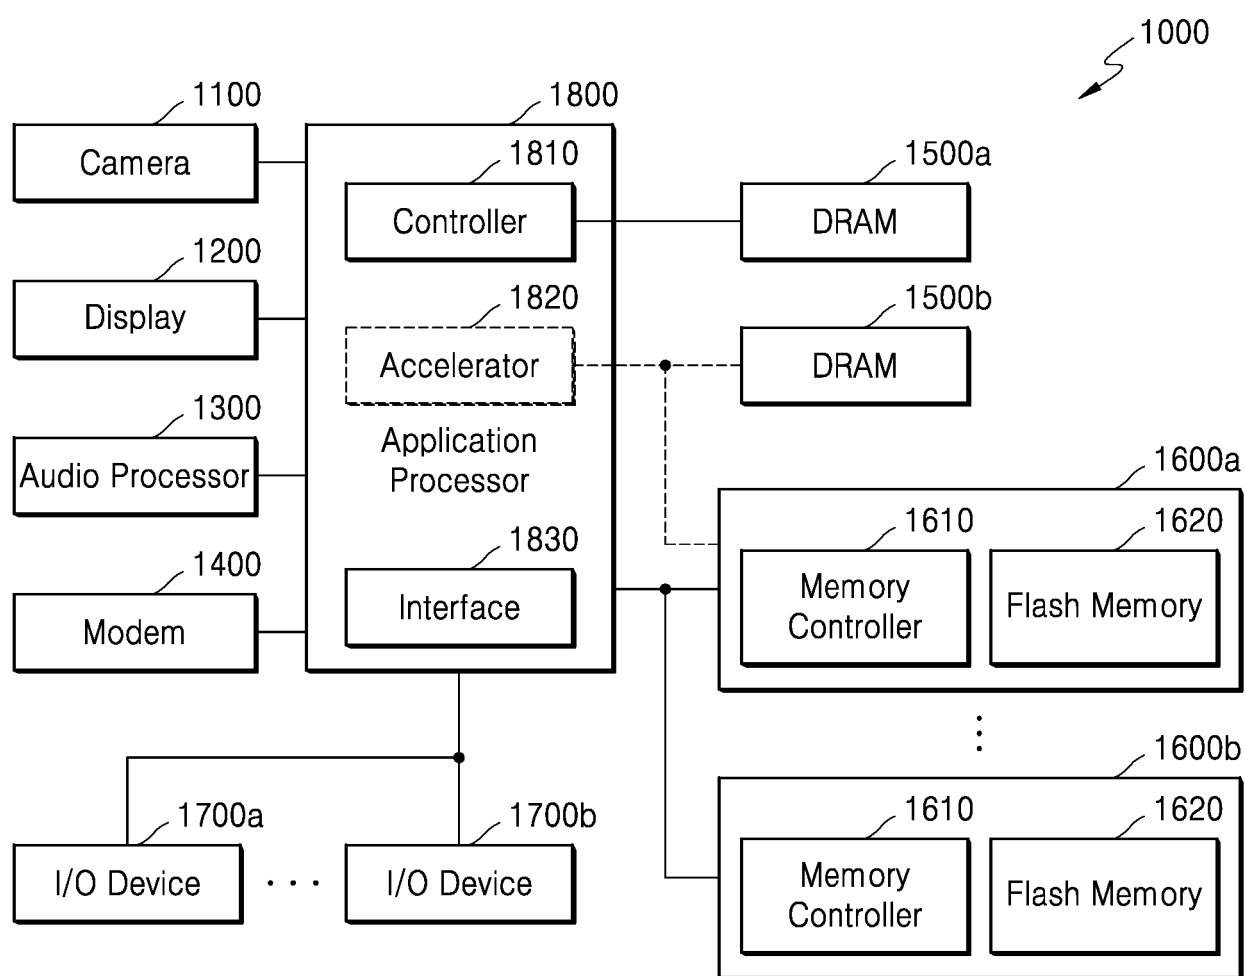 1000
1100
Camera
1200
Display
1300
Audio Processor
1400
Modem
1800
1810
Controller
1820
Accelerator
Application
Processor
1830
Interface
1500a
DRAM
1500b
DRAM
1600a
1610
Memory
Controller
1620
Flash Memory
1600b
1610
Memory
Controller
1620
Flash Memory
1700a
I/O Device
1700b
I/O Device